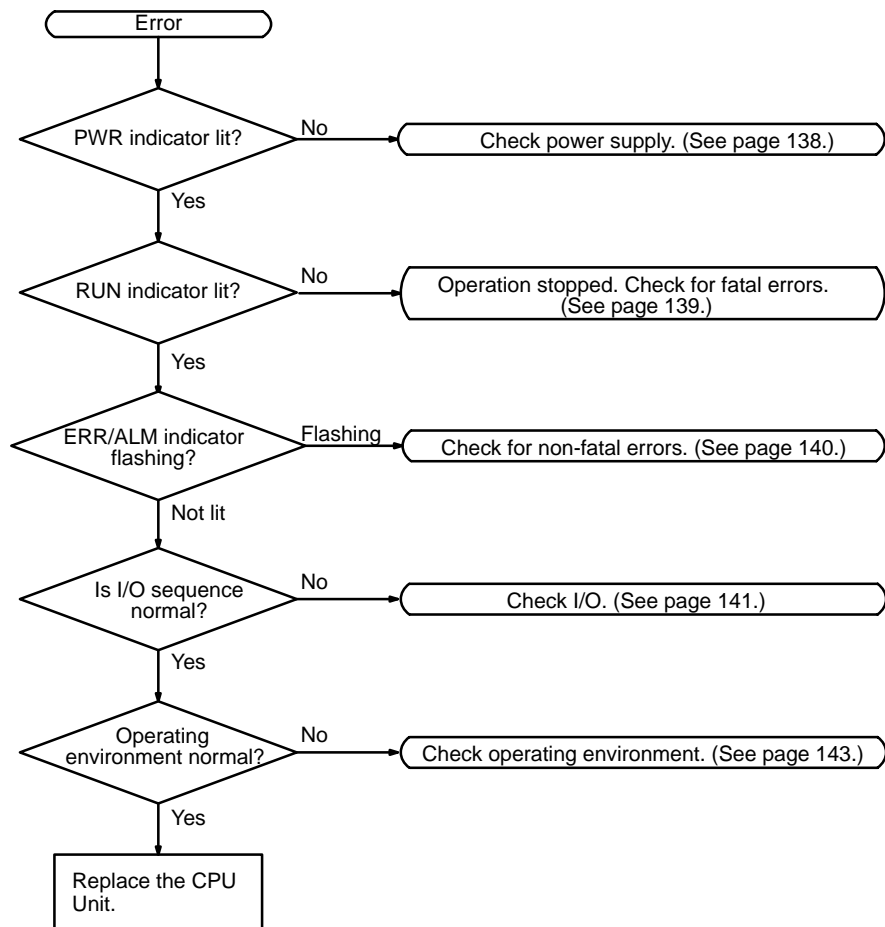 Error
PWR indicator lit?
No
Check power supply. (See page 138.)
Yes
RUN indicator lit?
No
Operation stopped. Check for fatal errors.
(See page 139.)
Yes
ERR/ALM indicator
flashing?
Flashing
Check for non-fatal errors. (See page 140.)
Not lit
Is I/O sequence
normal?
No
Check I/O. (See page 141.)
Yes
Operating
environment normal?
No
Check operating environment. (See page 143.)
Yes
Replace the CPU
Unit.